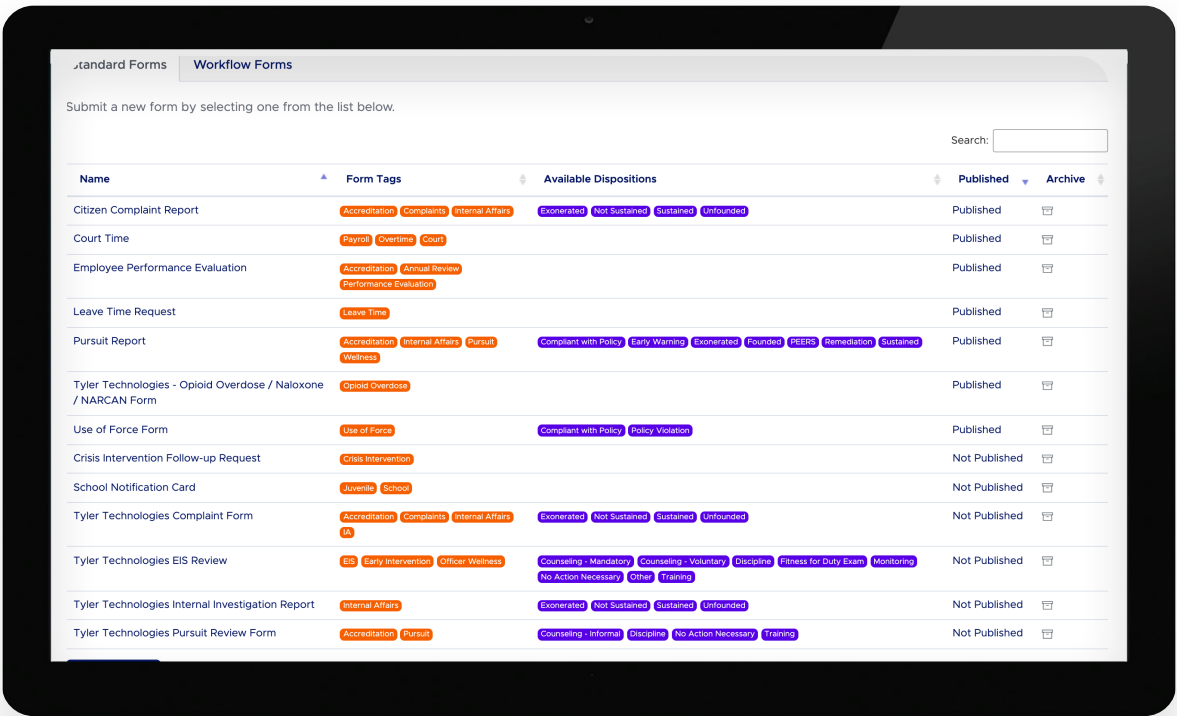 Standard Forms Workflow Forms
Submit a new form by selecting one from the list below.
Search:
Name Form Tags Available Dispositions Published Archive
Citizen Complaint Report Accreditation Complaints Internal Affairs Exonerated Not Sustained Sustained Unfounded Published
Court Time Payroll Overtime Court Published
Employee Performance Evaluation Accreditation Annual Review Published
Performance Evaluation
Leave Time Request Leave Time Published
Pursuit Report Accreditation Internal Affairs Pursuit Compliant with Policy Early Warning Exonerated Founded PEERS Remediation Sustained Published
Wellness
Tyler Technologies - Opioid Overdose / Naloxone Opioid Overdose Published
/ NARCAN Form
Use of Force Form Use of Force Compliant with Policy Policy Violation Published
Crisis Intervention Follow-up Request Crisis Intervention Not Published
School Notification Card Juvenile School Not Published
Tyler Technologies Complaint Form Accreditation Complaints Internal Affairs Exonerated Not Sustained Sustained Unfounded Not Published
IA
Tyler Technologies EIS Review EIS Early Intervention Officer Wellness Counseling - Mandatory Counseling - Voluntary Discipline Fitness for Duty Exam Monitoring Not Published
No Action Necessary Other Training
Tyler Technologies Internal Investigation Report Internal Affairs Exonerated Not Sustained Sustained Unfounded Not Published
Tyler Technologies Pursuit Review Form Accreditation Pursuit Counseling - Informal Discipline No Action Necessary Training Not Published